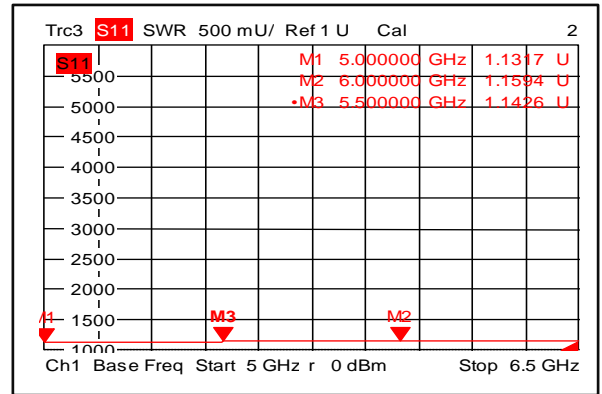 Trc3 S11 SWR 500 mU/ Ref 1 U Cal 2
S11
M1 5.000000 GHz 1.1317 U
M2 6.000000 GHz 1.1594 U
•M3 5.500000 GHz 1.1426 U
5500
5000
4500
4000
3500
3000
2500
2000
1500
M3
M2
1000
Ch1 Base Freq Start 5 GHz r 0 dBm Stop 6.5 GHz